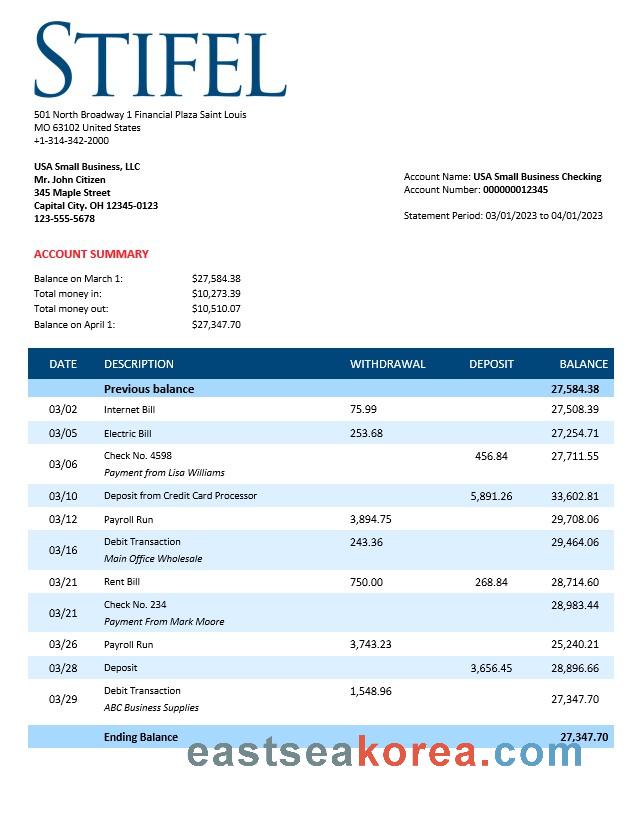 STIFEL
501 North Broadway 1 Financial Plaza Saint Louis
MO 63102 United States
+1-314-342-2000
USA Small Business, LLC
Mr. John Citizen
345 Maple Street
Capital City. OH 12345-0123
123-555-5678
Account Name: USA Small Business Checking
Account Number: 000000012345
Statement Period: 03/01/2023 to 04/01/2023
ACCOUNT SUMMARY
Balance on March 1: $27,584.38
Total money in: $10,273.39
Total money out: $10,510.07
Balance on April 1: $27,347.70
DATE DESCRIPTION WITHDRAWAL DEPOSIT BALANCE
Previous balance 27,584.38
03/02 Internet Bill 75.99 27,508.39
03/05 Electric Bill 253.68 27,254.71
03/06 Check No. 4598 456.84 27,711.55
Payment from Lisa Williams
03/10 Deposit from Credit Card Processor 5,891.26 33,602.81
03/12 Payroll Run 3,894.75 29,708.06
03/16 Debit Transaction 243.36 29,464.06
Main Office Wholesale
03/21 Rent Bill 750.00 268.84 28,714.60
03/21 Check No. 234 28,983.44
Payment From Mark Moore
03/26 Payroll Run 3,743.23 25,240.21
03/28 Deposit 3,656.45 28,896.66
03/29 Debit Transaction 1,548.96 27,347.70
ABC Business Supplies
Ending Balance 27,347.70
eastseakorea.com